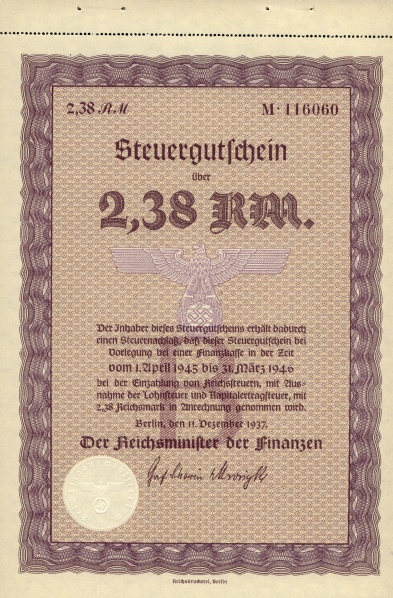 2,38 RM M· 116060
Steuergutschein
über
2,38 RM.
Der Inhaber dieses Steuergutscheins erhält dadurch
einen Steuernachlaß, daß dieser Steuergutschein bei
Vorlegung bei einer Finanzkasse in der Zeit
vom 1. April 1945 bis 31. März 1946
bei der Einzahlung von Reichssteuern, mit Aus-
nahme der Lohnsteuer und Kapitalertragsteuer, mit
2,38 Reichsmark in Anrechnung genommen wird.
Berlin, den 11. Dezember 1937.
Der Reichsminister der Finanzen
Graf Schwerin v Krosigk
Reichsdruckerei, Berlin